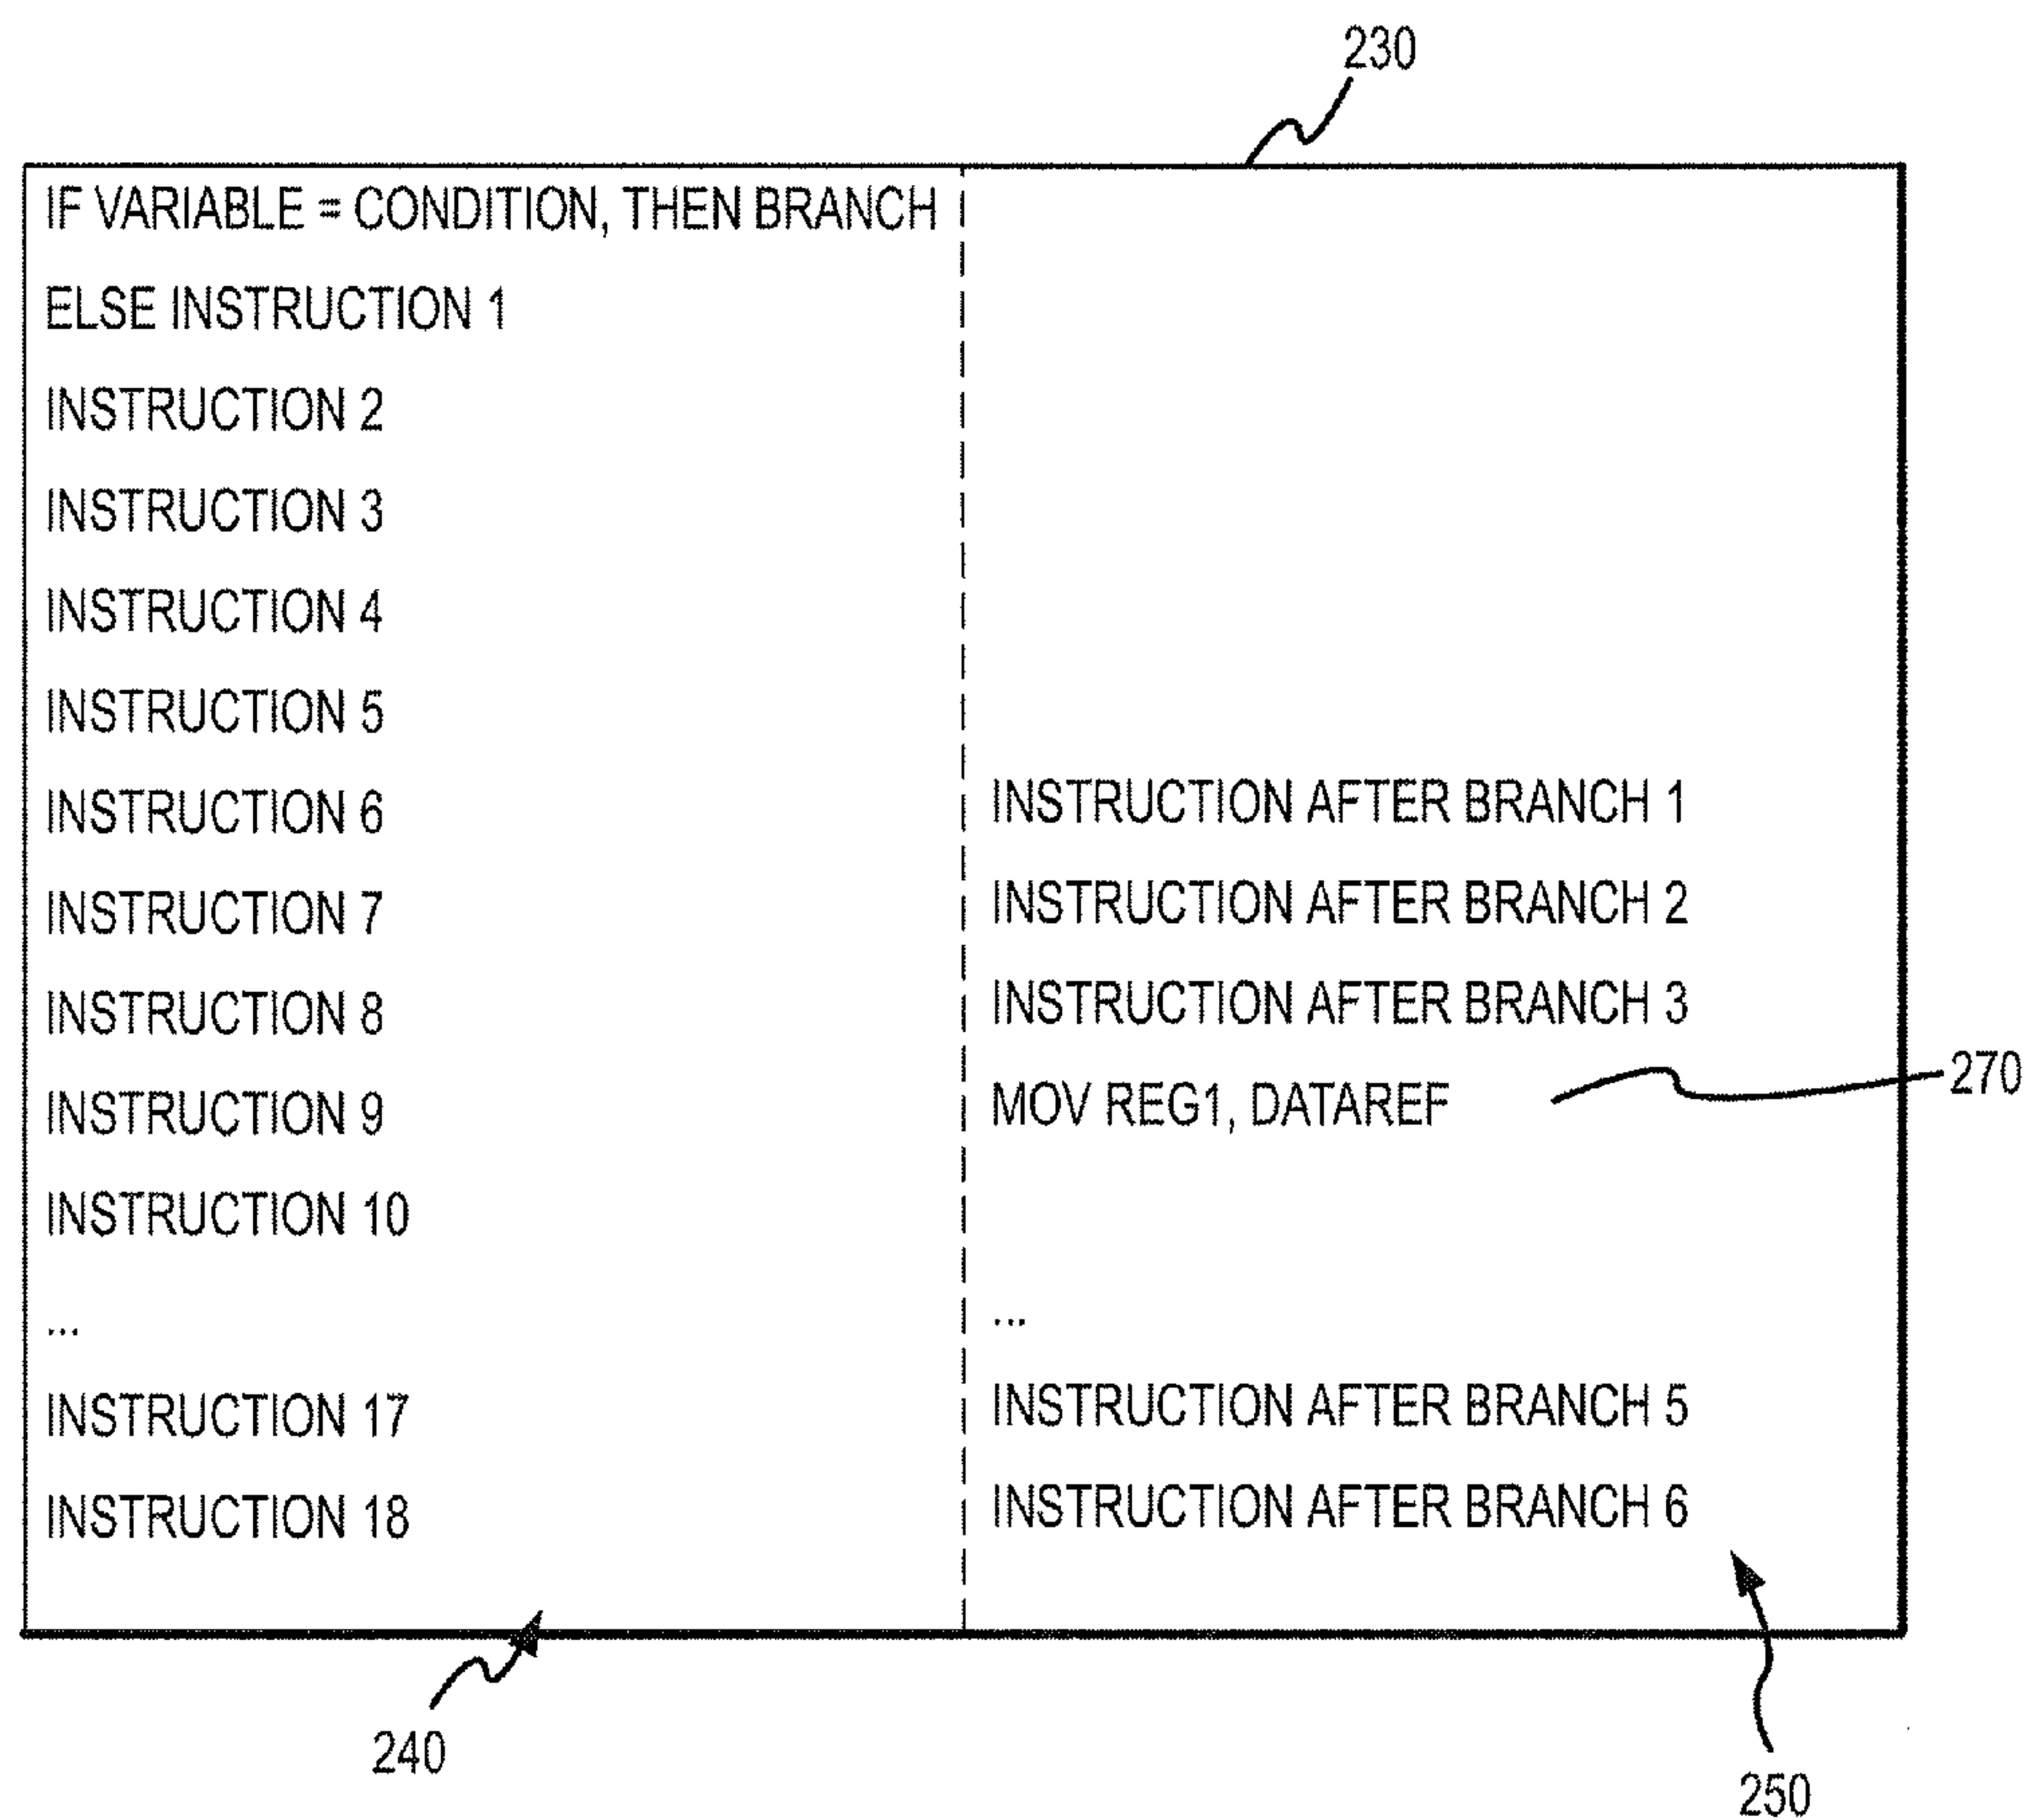 230
IF VARIABLE = CONDITION, THEN BRANCH
ELSE INSTRUCTION 1
INSTRUCTION 2
INSTRUCTION 3
INSTRUCTION 4
INSTRUCTION 5
INSTRUCTION 6
INSTRUCTION 7
INSTRUCTION 8
INSTRUCTION 9
INSTRUCTION 10
...
INSTRUCTION 17
INSTRUCTION 18
INSTRUCTION AFTER BRANCH 1
INSTRUCTION AFTER BRANCH 2
INSTRUCTION AFTER BRANCH 3
MOV REG1, DATAREF
...
INSTRUCTION AFTER BRANCH 5
INSTRUCTION AFTER BRANCH 6
270
240
250